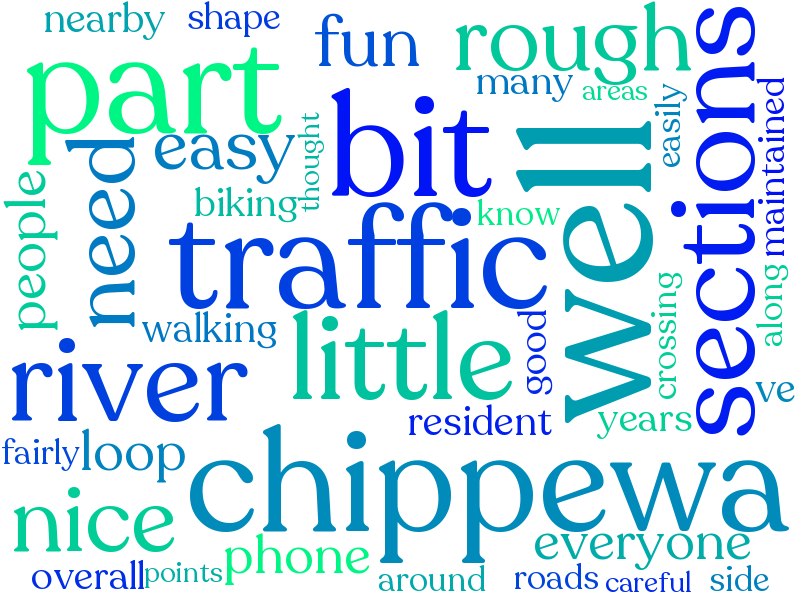 nearby
shape
fun
rough
part
many
areas
sections
bit
easy
thought
need
well
easily
maintained
people
biking
know
traffic
walking
little
good
crossing
along
river
resident
years
ve
fairly
loop
chippewa
nice
phone
everyone
overall
points
around
roads
careful
side